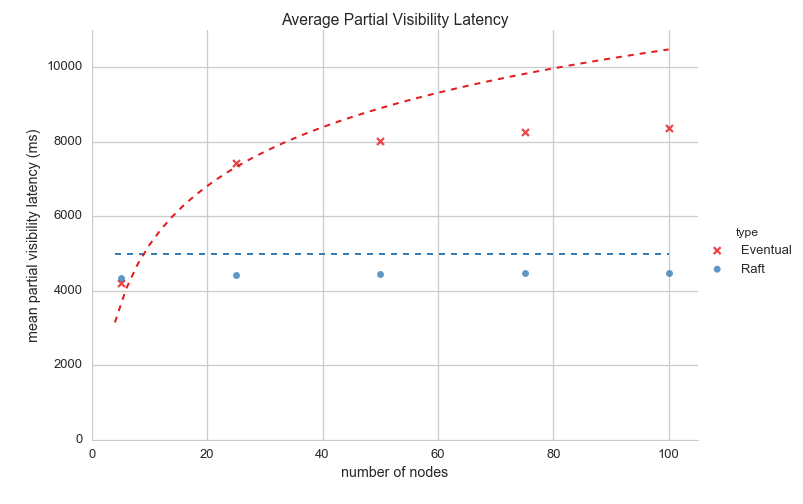 Average Partial Visibility Latency
mean partial visibility latency (ms)
10000
8000
6000
4000
2000
0
0 20 40 60 80 100
number of nodes
type
Eventual
Raft